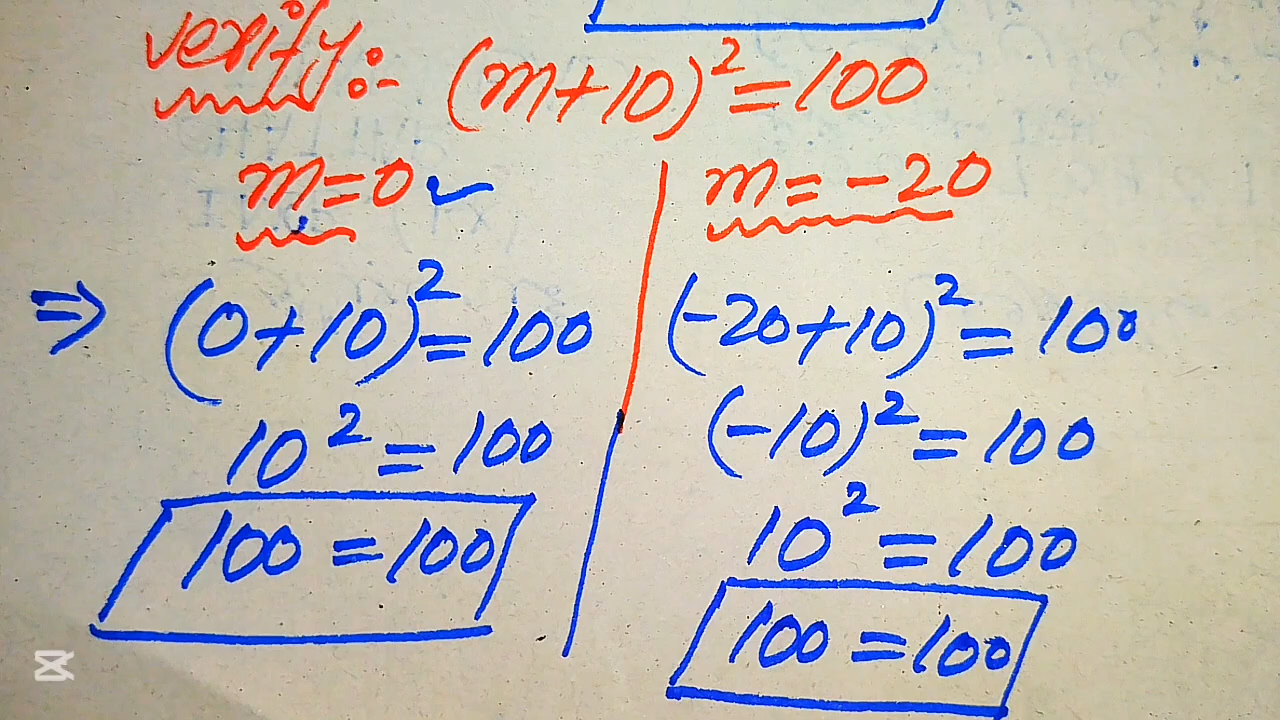 verify:- (m+10)²=100
m=0 ✓
⇒ (0+10)²=100
10²=100
100=100
m=-20
(-20+10)²=100
(-10)²=100
10²=100
100=100